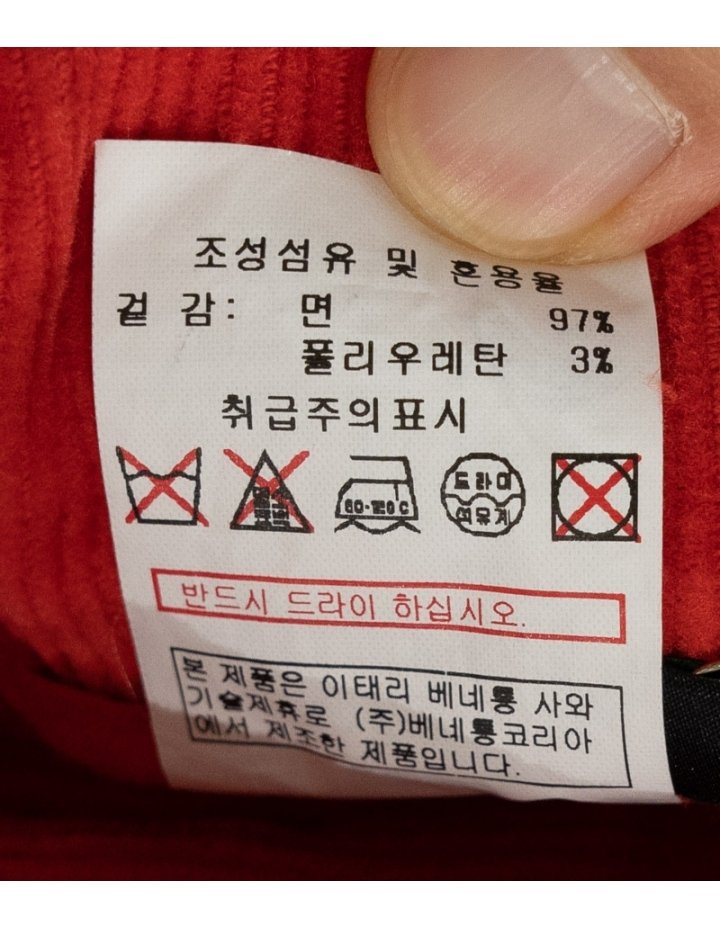 조성섬유 및 혼용율
겉 감: 면 97%
폴리우레탄 3%
취급주의표시
60-120 C
드라이
석유계
반드시 드라이 하십시오.
본 제품은 이태리 베네통 사와
기술제휴로 (주)베네통코리아
에서 제조한 제품입니다.